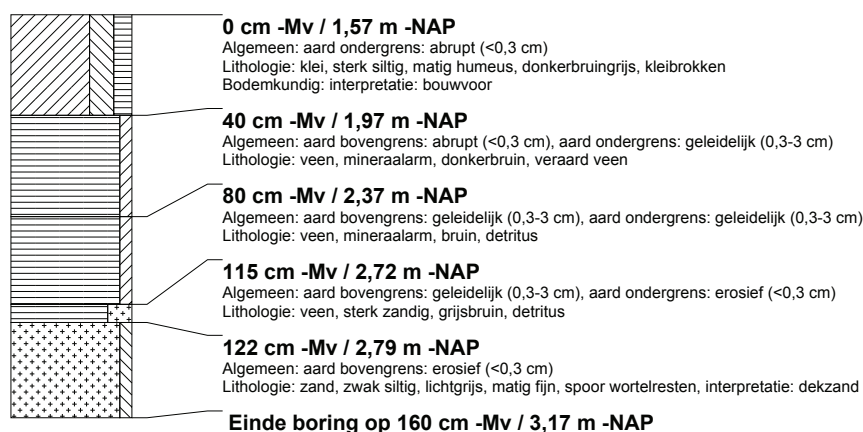 0 cm -Mv / 1,57 m -NAP
Algemeen: aard ondergrens: abrupt (<0,3 cm)
Lithologie: klei, sterk siltig, matig humeus, donkerbruingrijs, kleibrokken
Bodemkundig: interpretatie: bouwvoor
40 cm -Mv / 1,97 m -NAP
Algemeen: aard bovengrens: abrupt (<0,3 cm), aard ondergrens: geleidelijk (0,3-3 cm)
Lithologie: veen, mineraalarm, donkerbruin, veraard veen
80 cm -Mv / 2,37 m -NAP
Algemeen: aard bovengrens: geleidelijk (0,3-3 cm), aard ondergrens: geleidelijk (0,3-3 cm)
Lithologie: veen, mineraalarm, bruin, detritus
115 cm -Mv / 2,72 m -NAP
Algemeen: aard bovengrens: geleidelijk (0,3-3 cm), aard ondergrens: erosief (<0,3 cm)
Lithologie: veen, sterk zandig, grijsbruin, detritus
122 cm -Mv / 2,79 m -NAP
Algemeen: aard bovengrens: erosief (<0,3 cm)
Lithologie: zand, zwak siltig, lichtgrijs, matig fijn, spoor wortelresten, interpretatie: dekzand
Einde boring op 160 cm -Mv / 3,17 m -NAP